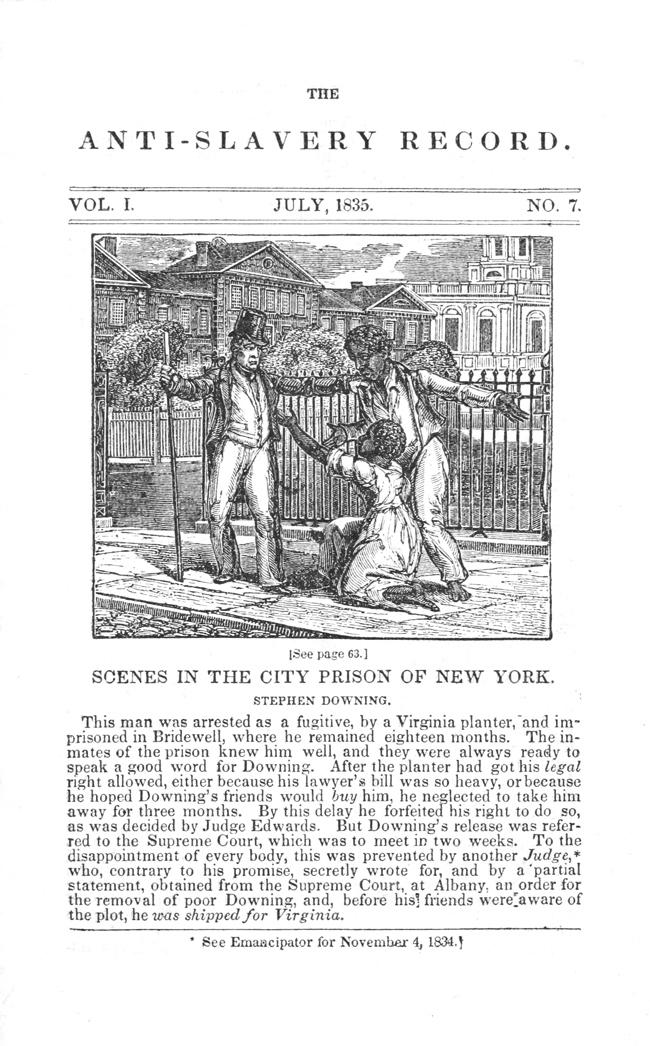 THE
ANTI-SLAVERY RECORD.
VOL. I. JULY, 1835. NO. 7.
[See page 63.]
SCENES IN THE CITY PRISON OF NEW YORK.
STEPHEN DOWNING.
This man was arrested as a fugitive, by a Virginia planter, and im-
prisoned in Bridewell, where he remained eighteen months. The in-
mates of the prison knew him well, and they were always ready to
speak a good word for Downing. After the planter had got his legal
right allowed, either because his lawyer's bill was so heavy, or because
he hoped Downing's friends would buy him, he neglected to take him
away for three months. By this delay he forfeited his right to do so,
as was decided by Judge Edwards. But Downing's release was refer-
red to the Supreme Court, which was to meet in two weeks. To the
disappointment of every body, this was prevented by another Judge,*
who, contrary to his promise, secretly wrote for, and by a partial
statement, obtained from the Supreme Court, at Albany, an order for
the removal of poor Downing, and, before his friends were aware of
the plot, he was shipped for Virginia.
* See Emancipator for November 4, 1834.